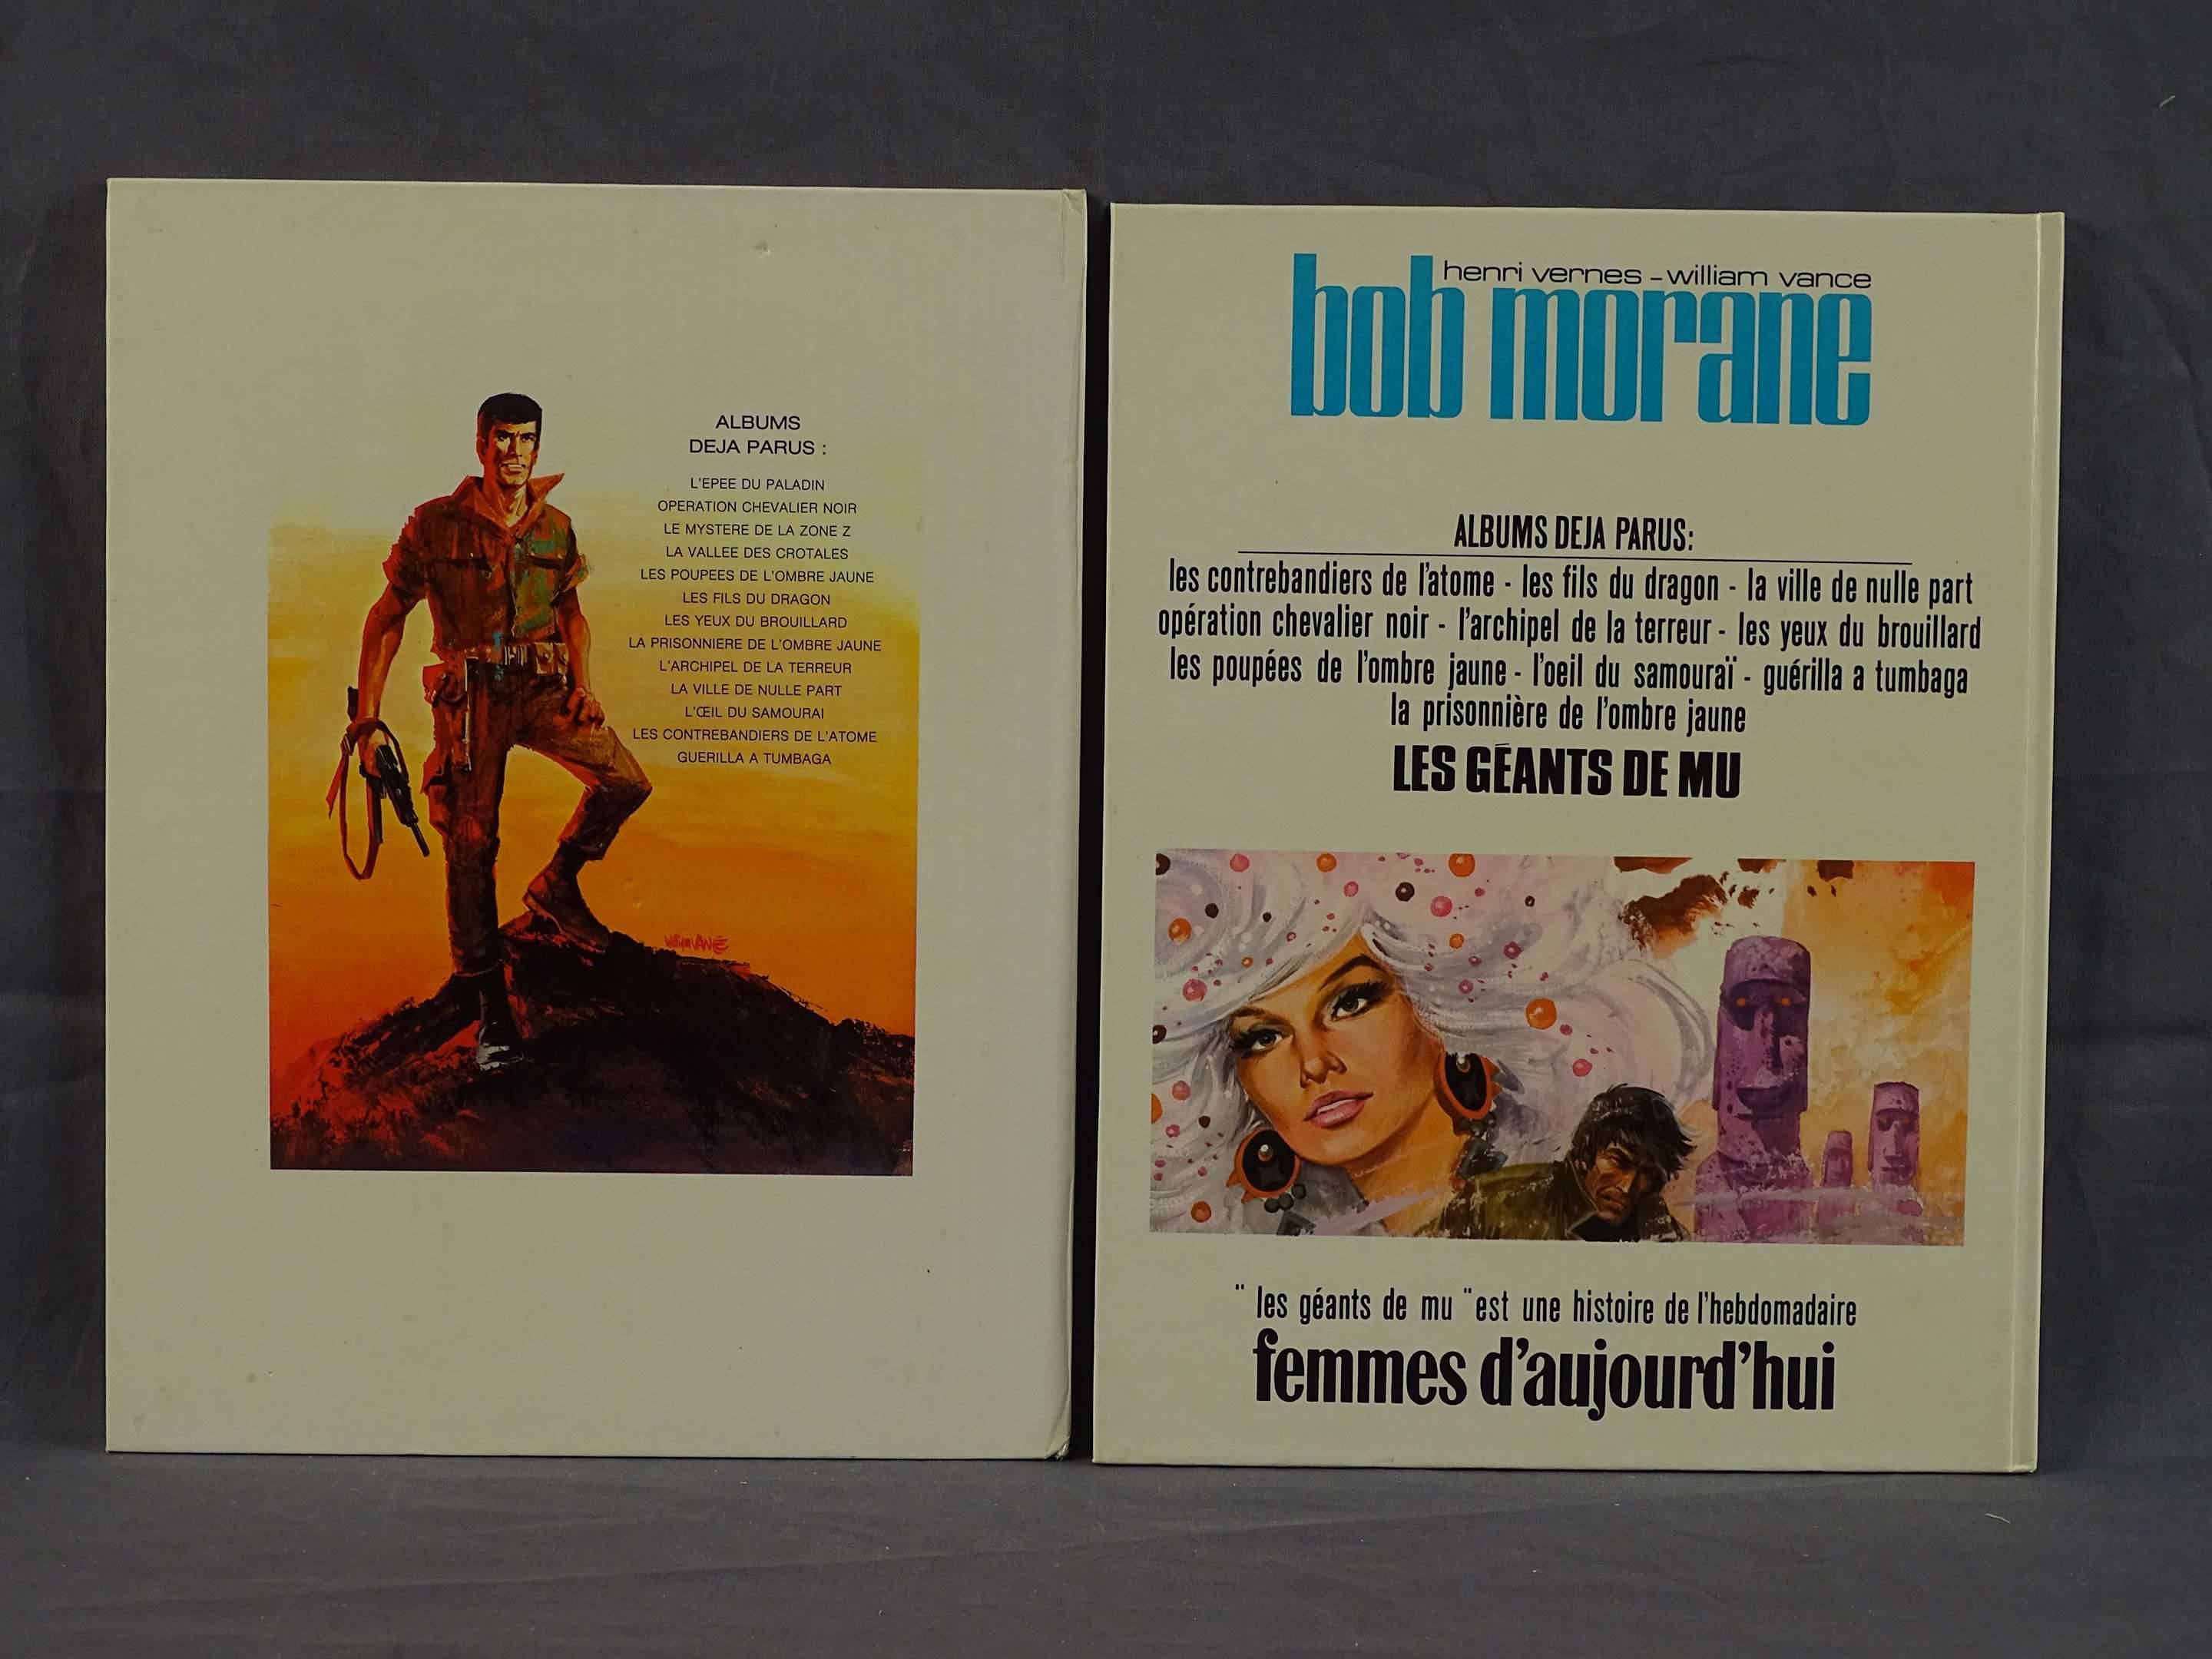 ALBUMS
DEJA PARUS :
L'EPEE DU PALADIN
OPERATION CHEVALIER NOIR
LE MYSTERE DE LA ZONE Z
LA VALLEE DES CROTALES
LES POUPEES DE L'OMBRE JAUNE
LES FILS DU DRAGON
LES YEUX DU BROUILLARD
LA PRISONNIERE DE L'OMBRE JAUNE
L'ARCHIPEL DE LA TERREUR
LA VILLE DE NULLE PART
L'ŒIL DU SAMOURAI
LES CONTREBANDIERS DE L'ATOME
GUERILLA A TUMBAGA
william VANCE
henri vernes - william vance
bob morane
ALBUMS DEJA PARUS:
les contrebandiers de l'atome - les fils du dragon - la ville de nulle part
opération chevalier noir - l'archipel de la terreur - les yeux du brouillard
les poupées de l'ombre jaune - l'oeil du samouraï - guérilla a tumbaga
la prisonnière de l'ombre jaune
LES GÉANTS DE MU
¨ les géants de mu ¨est une histoire de l'hebdomadaire
femmes d'aujourd'hui